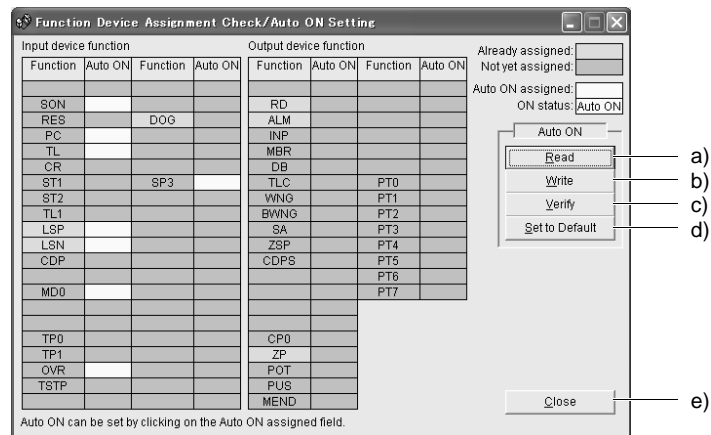 Function Device Assignment Check/Auto ON Setting
Input device function
Output device function
Already assigned:
Not yet assigned:
Auto ON assigned:
ON status: Auto ON
Function Auto ON Function Auto ON Function Auto ON Function Auto ON
SON RD
RES DOG ALM
PC INP
TL MBR
CR DB
ST1 SP3 TLC PT0
ST2 WNG PT1
TL1 BWNG PT2
LSP SA PT3
LSN ZSP PT4
CDP CDPS PT5
PT6
MD0 PT7
TP0 CP0
TP1 ZP
OVR POT
TSTP PUS
MEND
Auto ON
Read a)
Write b)
Verify c)
Set to Default d)
Close e)
Auto ON can be set by clicking on the Auto ON assigned field.